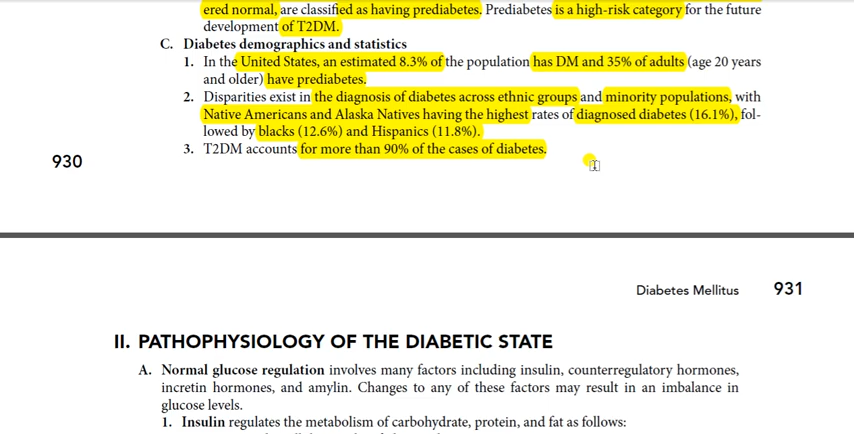 ered normal, are classified as having prediabetes. Prediabetes is a high-risk category for the future
development of T2DM.
C. Diabetes demographics and statistics
1. In the United States, an estimated 8.3% of the population has DM and 35% of adults (age 20 years
and older) have prediabetes.
2. Disparities exist in the diagnosis of diabetes across ethnic groups and minority populations, with
Native Americans and Alaska Natives having the highest rates of diagnosed diabetes (16.1%), fol-
lowed by blacks (12.6%) and Hispanics (11.8%).
3. T2DM accounts for more than 90% of the cases of diabetes.
930
Diabetes Mellitus 931
II. PATHOPHYSIOLOGY OF THE DIABETIC STATE
A. Normal glucose regulation involves many factors including insulin, counterregulatory hormones,
incretin hormones, and amylin. Changes to any of these factors may result in an imbalance in
glucose levels.
1. Insulin regulates the metabolism of carbohydrate, protein, and fat as follows: